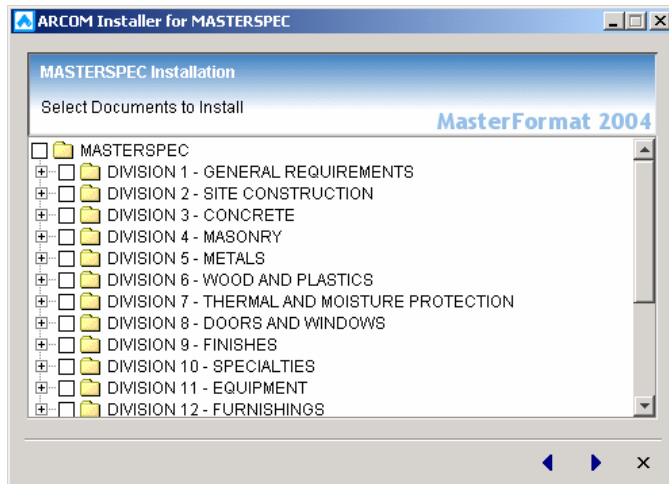 ARCOM Installer for MASTERSPEC
MASTERSPEC Installation
Select Documents to Install
MasterFormat 2004
MASTERSPEC
DIVISION 1 - GENERAL REQUIREMENTS
DIVISION 2 - SITE CONSTRUCTION
DIVISION 3 - CONCRETE
DIVISION 4 - MASONRY
DIVISION 5 - METALS
DIVISION 6 - WOOD AND PLASTICS
DIVISION 7 - THERMAL AND MOISTURE PROTECTION
DIVISION 8 - DOORS AND WINDOWS
DIVISION 9 - FINISHES
DIVISION 10 - SPECIALTIES
DIVISION 11 - EQUIPMENT
DIVISION 12 - FURNISHINGS